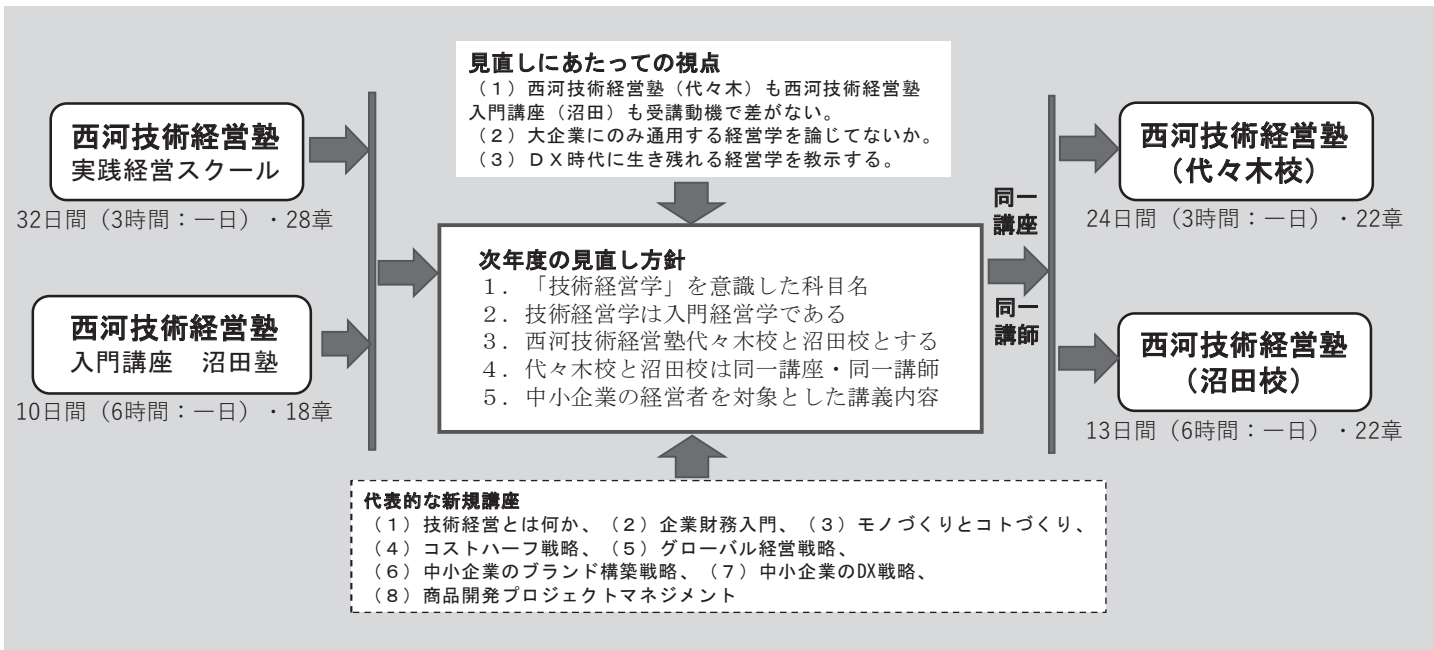 西河技術経営塾
実践経営スクール
32日間（3時間：一日）・28章
西河技術経営塾
入門講座　沼田塾
10日間（6時間：一日）・18章
見直しにあたっての視点
（１）西河技術経営塾（代々木）も西河技術経営塾
入門講座（沼田）も受講動機で差がない。
（２）大企業にのみ通用する経営学を論じてないか。
（３）ＤＸ時代に生き残れる経営学を教示する。
次年度の見直し方針
１．「技術経営学」を意識した科目名
２．技術経営学は入門経営学である
３．西河技術経営塾代々木校と沼田校とする
４．代々木校と沼田校は同一講座・同一講師
５．中小企業の経営者を対象とした講義内容
代表的な新規講座
（１）技術経営とは何か、（２）企業財務入門、（３）モノづくりとコトづくり、
（４）コストハーフ戦略、（５）グローバル経営戦略、
（６）中小企業のブランド構築戦略、（７）中小企業のDX戦略、
（８）商品開発プロジェクトマネジメント
同一
講座
同一
講師
西河技術経営塾
（代々木校）
24日間（3時間：一日）・22章
西河技術経営塾
（沼田校）
13日間（6時間：一日）・22章